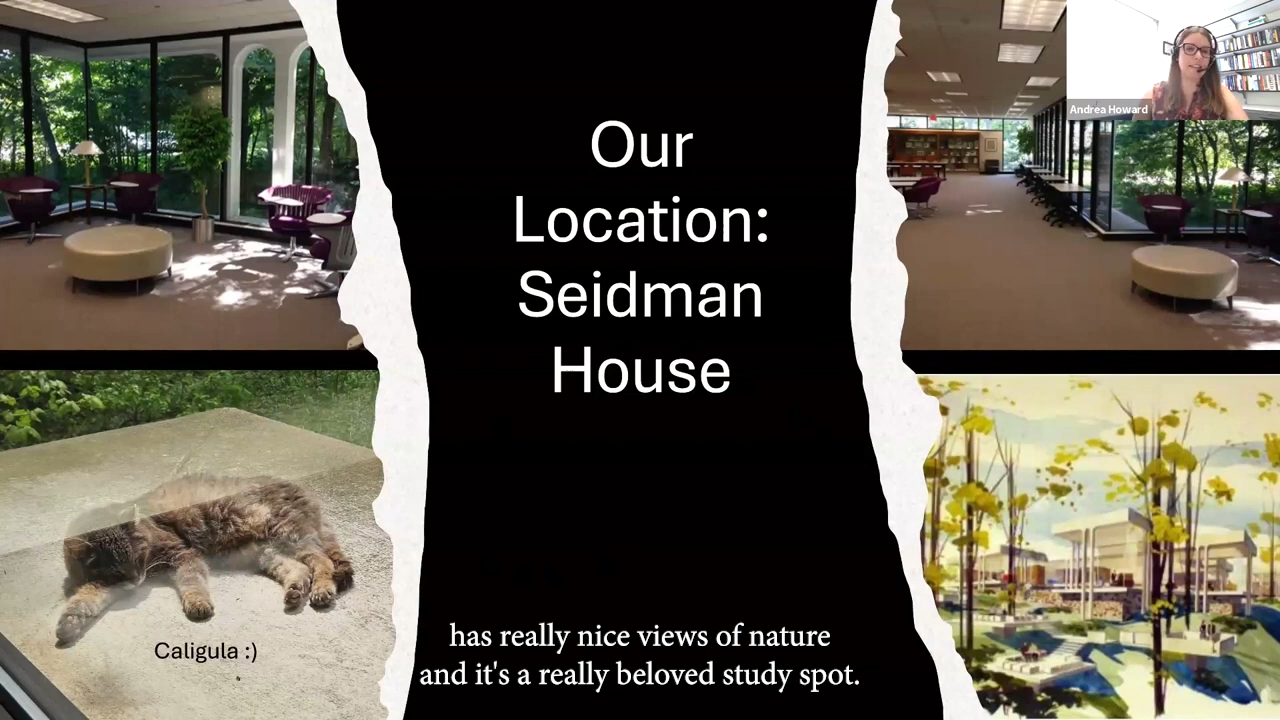 Our
Location:
Seidman
House
Andrea Howard
Caligula :)
has really nice views of nature
and it's a really beloved study spot.